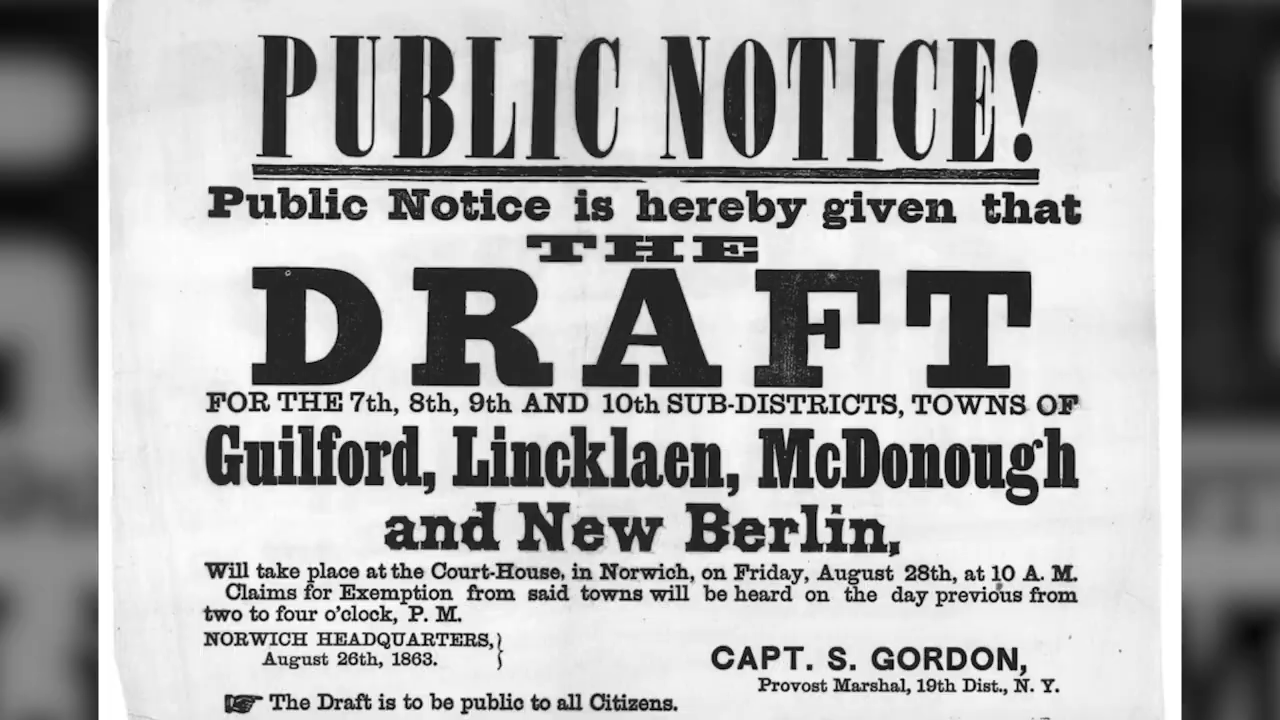 PUBLIC NOTICE!
Public Notice is hereby given that
THE
DRAFT
FOR THE 7th, 8th, 9th AND 10th SUB-DISTRICTS, TOWNS OF
Guilford, Lincklaen, McDonough
and New Berlin,
Will take place at the Court-House, in Norwich, on Friday, August 28th, at 10 A. M.
Claims for Exemption from said towns will be heard on the day previous from
two to four o'clock, P. M.
NORWICH HEADQUARTERS,}
August 26th, 1863.
CAPT. S. GORDON,
Provost Marshal, 19th Dist., N. Y.
☞ The Draft is to be public to all Citizens.